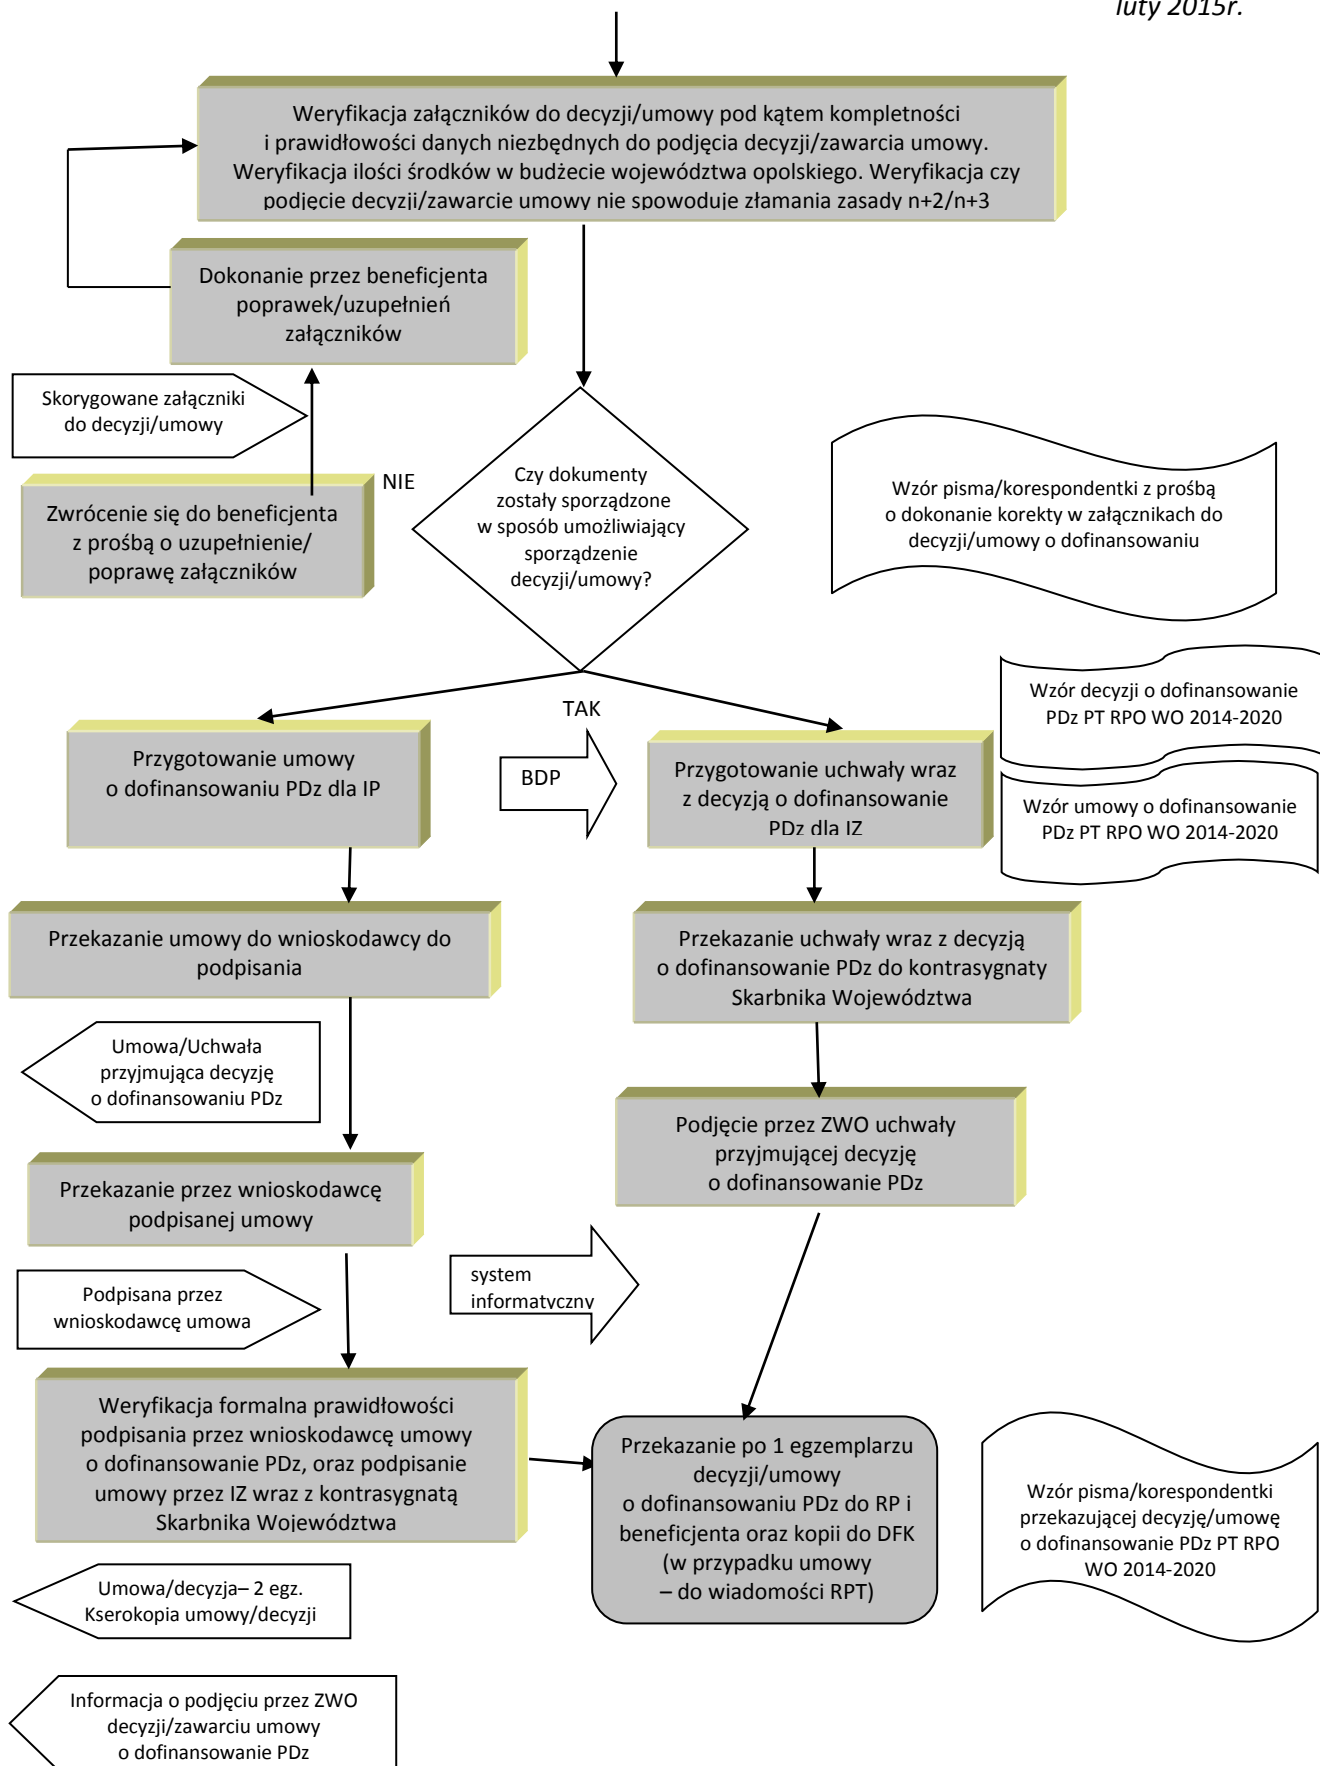 luty 2015r.
Weryfikacja załączników do decyzji/umowy pod kątem kompletności
i prawidłowości danych niezbędnych do podjęcia decyzji/zawarcia umowy.
Weryfikacja ilości środków w budżecie województwa opolskiego. Weryfikacja czy
podjęcie decyzji/zawarcie umowy nie spowoduje złamania zasady n+2/n+3
Dokonanie przez beneficjenta
poprawek/uzupełnień
załączników
Skorygowane załączniki
do decyzji/umowy
NIE
Zwrócenie się do beneficjenta
z prośbą o uzupełnienie/
poprawę załączników
Czy dokumenty
zostały sporządzone
w sposób umożliwiający
sporządzenie
decyzji/umowy?
Wzór pisma/korespondentki z prośbą
o dokonanie korekty w załącznikach do
decyzji/umowy o dofinansowaniu
TAK
BDP
Przygotowanie umowy
o dofinansowaniu PDz dla IP
Przygotowanie uchwały wraz
z decyzją o dofinansowanie
PDz dla IZ
Wzór decyzji o dofinansowanie
PDz PT RPO WO 2014-2020
Wzór umowy o dofinansowanie
PDz PT RPO WO 2014-2020
Przekazanie umowy do wnioskodawcy do
podpisania
Przekazanie uchwały wraz z decyzją
o dofinansowanie PDz do kontrasygnaty
Skarbnika Województwa
Umowa/Uchwała
przyjmująca decyzję
o dofinansowaniu PDz
Podjęcie przez ZWO uchwały
przyjmującej decyzję
o dofinansowanie PDz
Przekazanie przez wnioskodawcę
podpisanej umowy
Podpisana przez
wnioskodawcę umowa
system
informatyczny
Weryfikacja formalna prawidłowości
podpisania przez wnioskodawcę umowy
o dofinansowanie PDz, oraz podpisanie
umowy przez IZ wraz z kontrasygnatą
Skarbnika Województwa
Przekazanie po 1 egzemplarzu
decyzji/umowy
o dofinansowaniu PDz do RP i
beneficjenta oraz kopii do DFK
(w przypadku umowy
– do wiadomości RPT)
Wzór pisma/korespondentki
przekazującej decyzję/umowę
o dofinansowanie PDz PT RPO
WO 2014-2020
Umowa/decyzja– 2 egz.
Kserokopia umowy/decyzji
Informacja o podjęciu przez ZWO
decyzji/zawarciu umowy
o dofinansowanie PDz